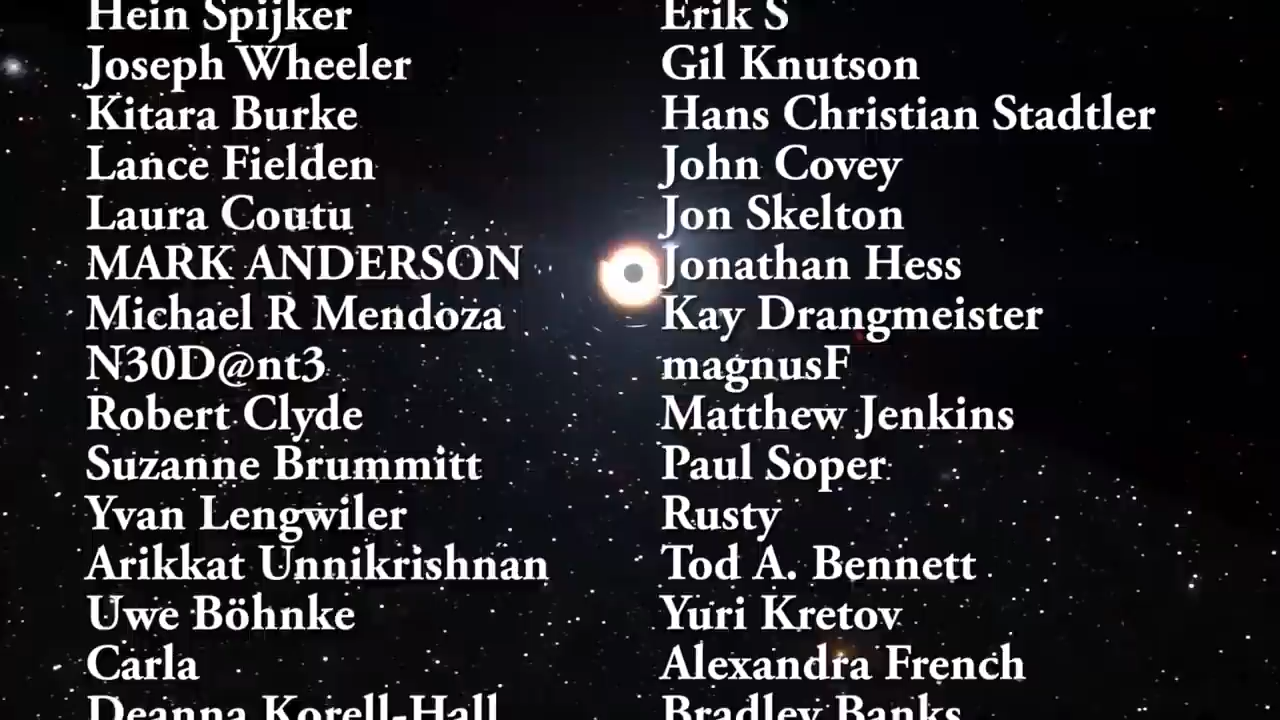 Hein Spijker
Joseph Wheeler
Kitara Burke
Lance Fielden
Laura Coutu
MARK ANDERSON
Michael R Mendoza
N30D@nt3
Robert Clyde
Suzanne Brummitt
Yvan Lengwiler
Arikkat Unnikrishnan
Uwe Böhnke
Carla
Deanna Korell-Hall
Erik S
Gil Knutson
Hans Christian Stadtler
John Covey
Jon Skelton
Jonathan Hess
Kay Drangmeister
magnusF
Matthew Jenkins
Paul Soper
Rusty
Tod A. Bennett
Yuri Kretov
Alexandra French
Bradley Banks